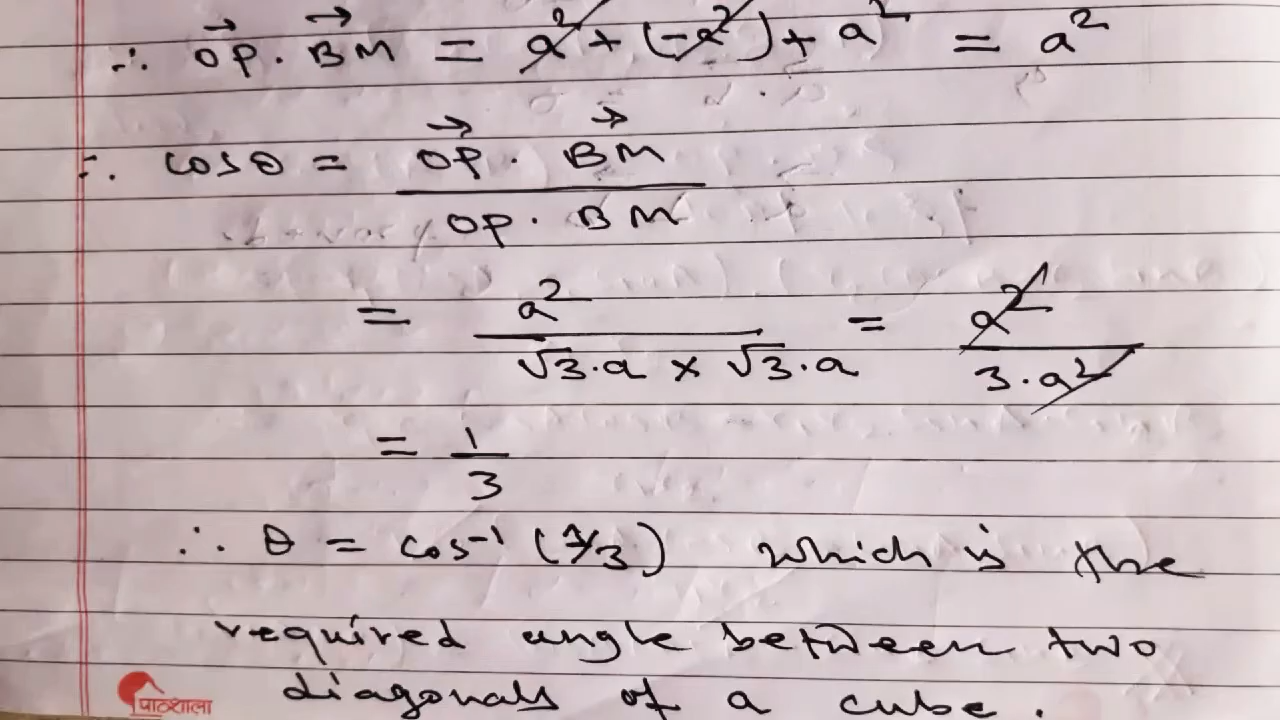 ∴ OP⃗ . BM⃗ = a² + (-a²) + a² = a²
∴ cosθ = OP⃗ . BM⃗ / OP . BM
= a² / √3.a × √3.a = a² / 3.a²
= 1/3
∴ θ = cos⁻¹ (1/3) which is the
required angle between two
diagonals of a cube.
पाठशाला